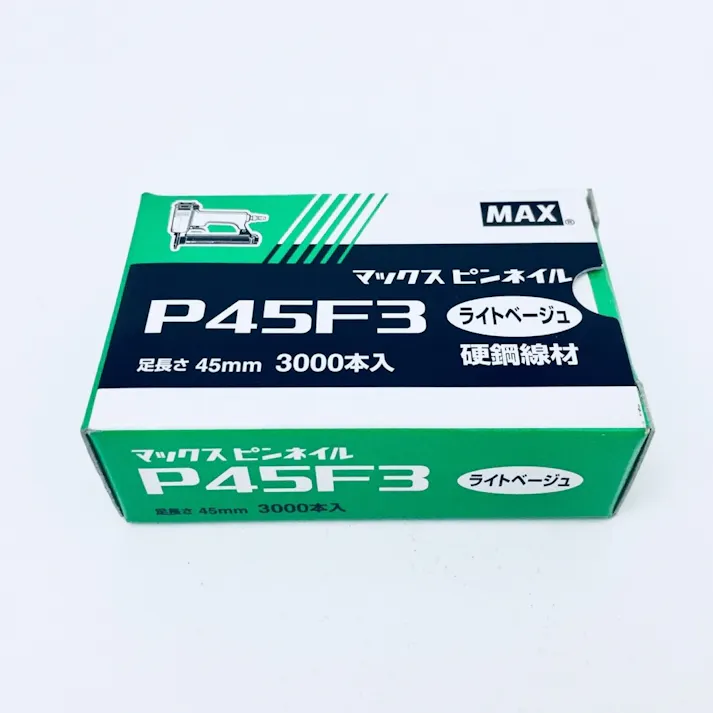 MAX®
マックス ピンネイル
P45F3 ライトベージュ
足長さ 45mm 3000本入 硬鋼線材
マックス ピンネイル
P45F3 ライトベージュ
足長さ 45mm 3000本入